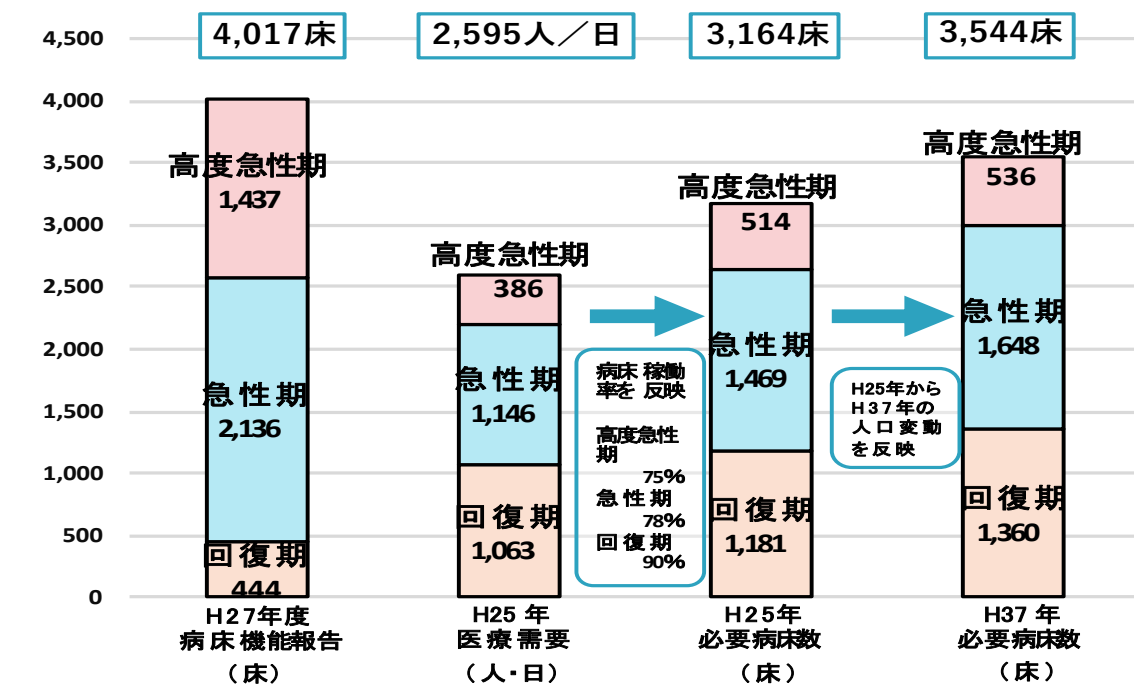 4,017床
2,595人／日
3,164床
3,544床
4,500
4,000
3,500
3,000
2,500
2,000
1,500
1,000
500
0
高度急性期
1,437
急性期
2,136
回復期
444
H27年度
病床機能報告
（床）
高度急性期
386
急性期
1,146
回復期
1,063
H25 年
医療需要
（人・日）
病床 稼働
率を 反映
高度急性
期
75%
急性期
78%
回復期
90%
高度急性期
514
急性期
1,469
回復期
1,181
H25年
必要病床数
（床）
H25年から
H37年の
人口変動
を反映
高度急性期
536
急性期
1,648
回復期
1,360
H37 年
必要病床数
（床）